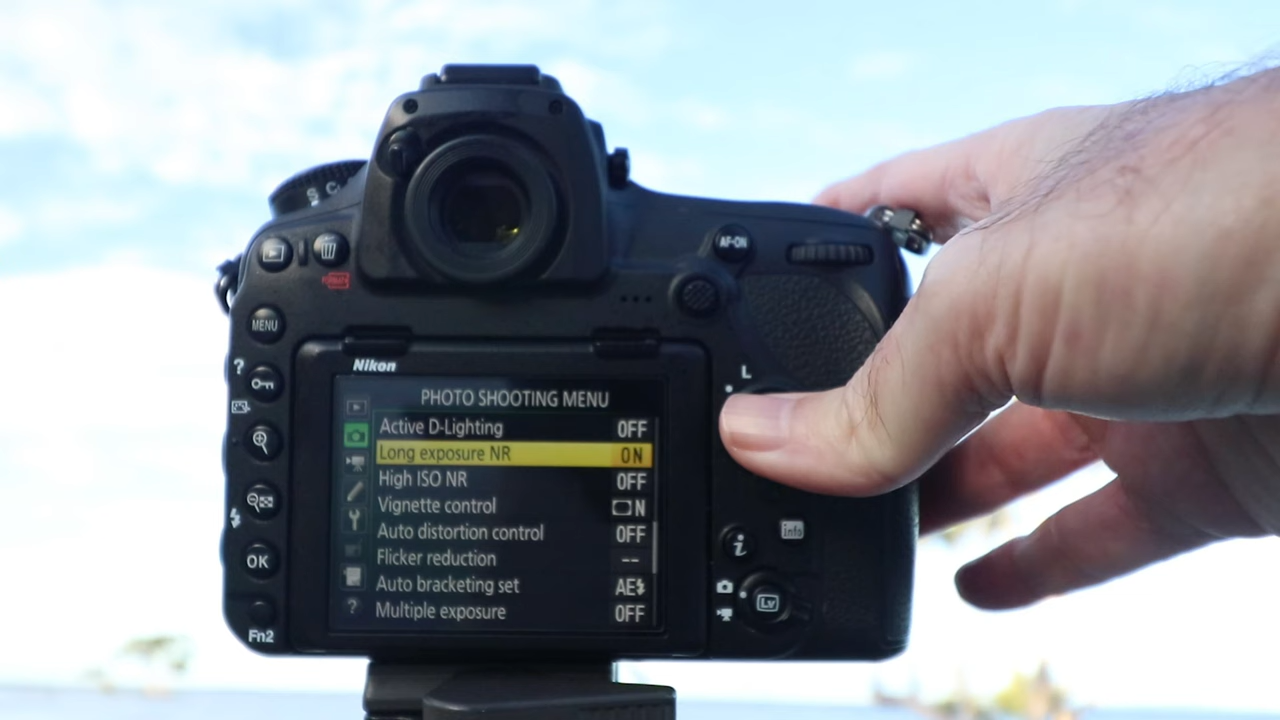 S C
AF-ON
FORMAT
MENU
?
L
Nikon
PHOTO SHOOTING MENU
Active D-Lighting OFF
Long exposure NR ON
High ISO NR OFF
Vignette control N
Auto distortion control OFF
Flicker reduction --
Auto bracketing set AE
Multiple exposure OFF
?
info
i
OK
Lv
Fn2